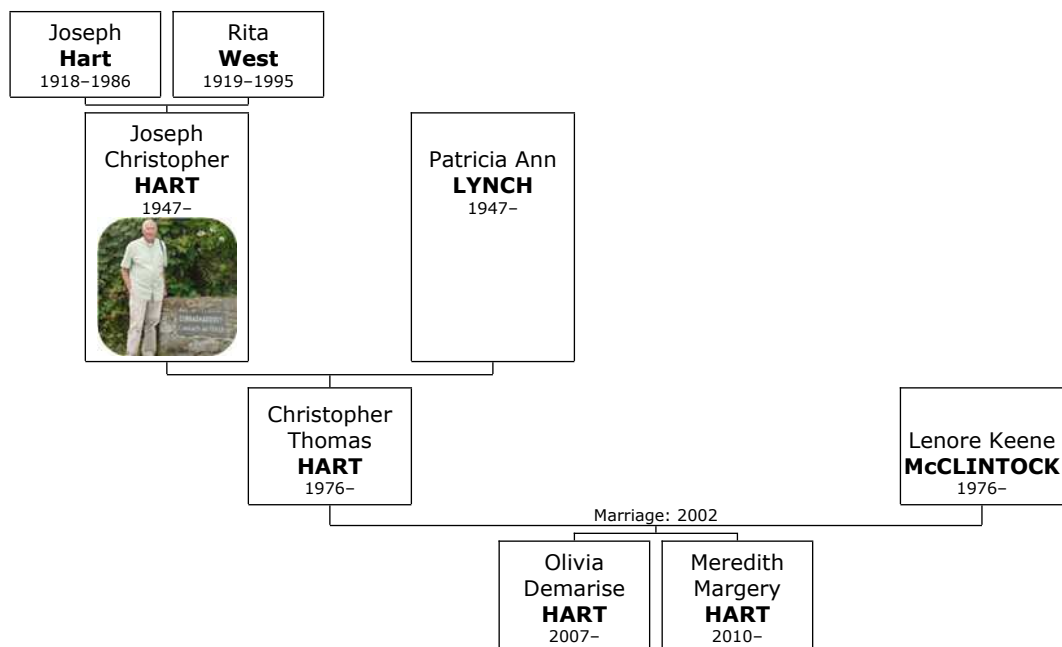 Joseph
Hart
1918–1986
Rita
West
1919–1995
Joseph
Christopher
HART
1947–
Patricia Ann
LYNCH
1947–
Christopher
Thomas
HART
1976–
Lenore Keene
McCLINTOCK
1976–
Marriage: 2002
Olivia
Demarise
HART
2007–
Meredith
Margery
HART
2010–